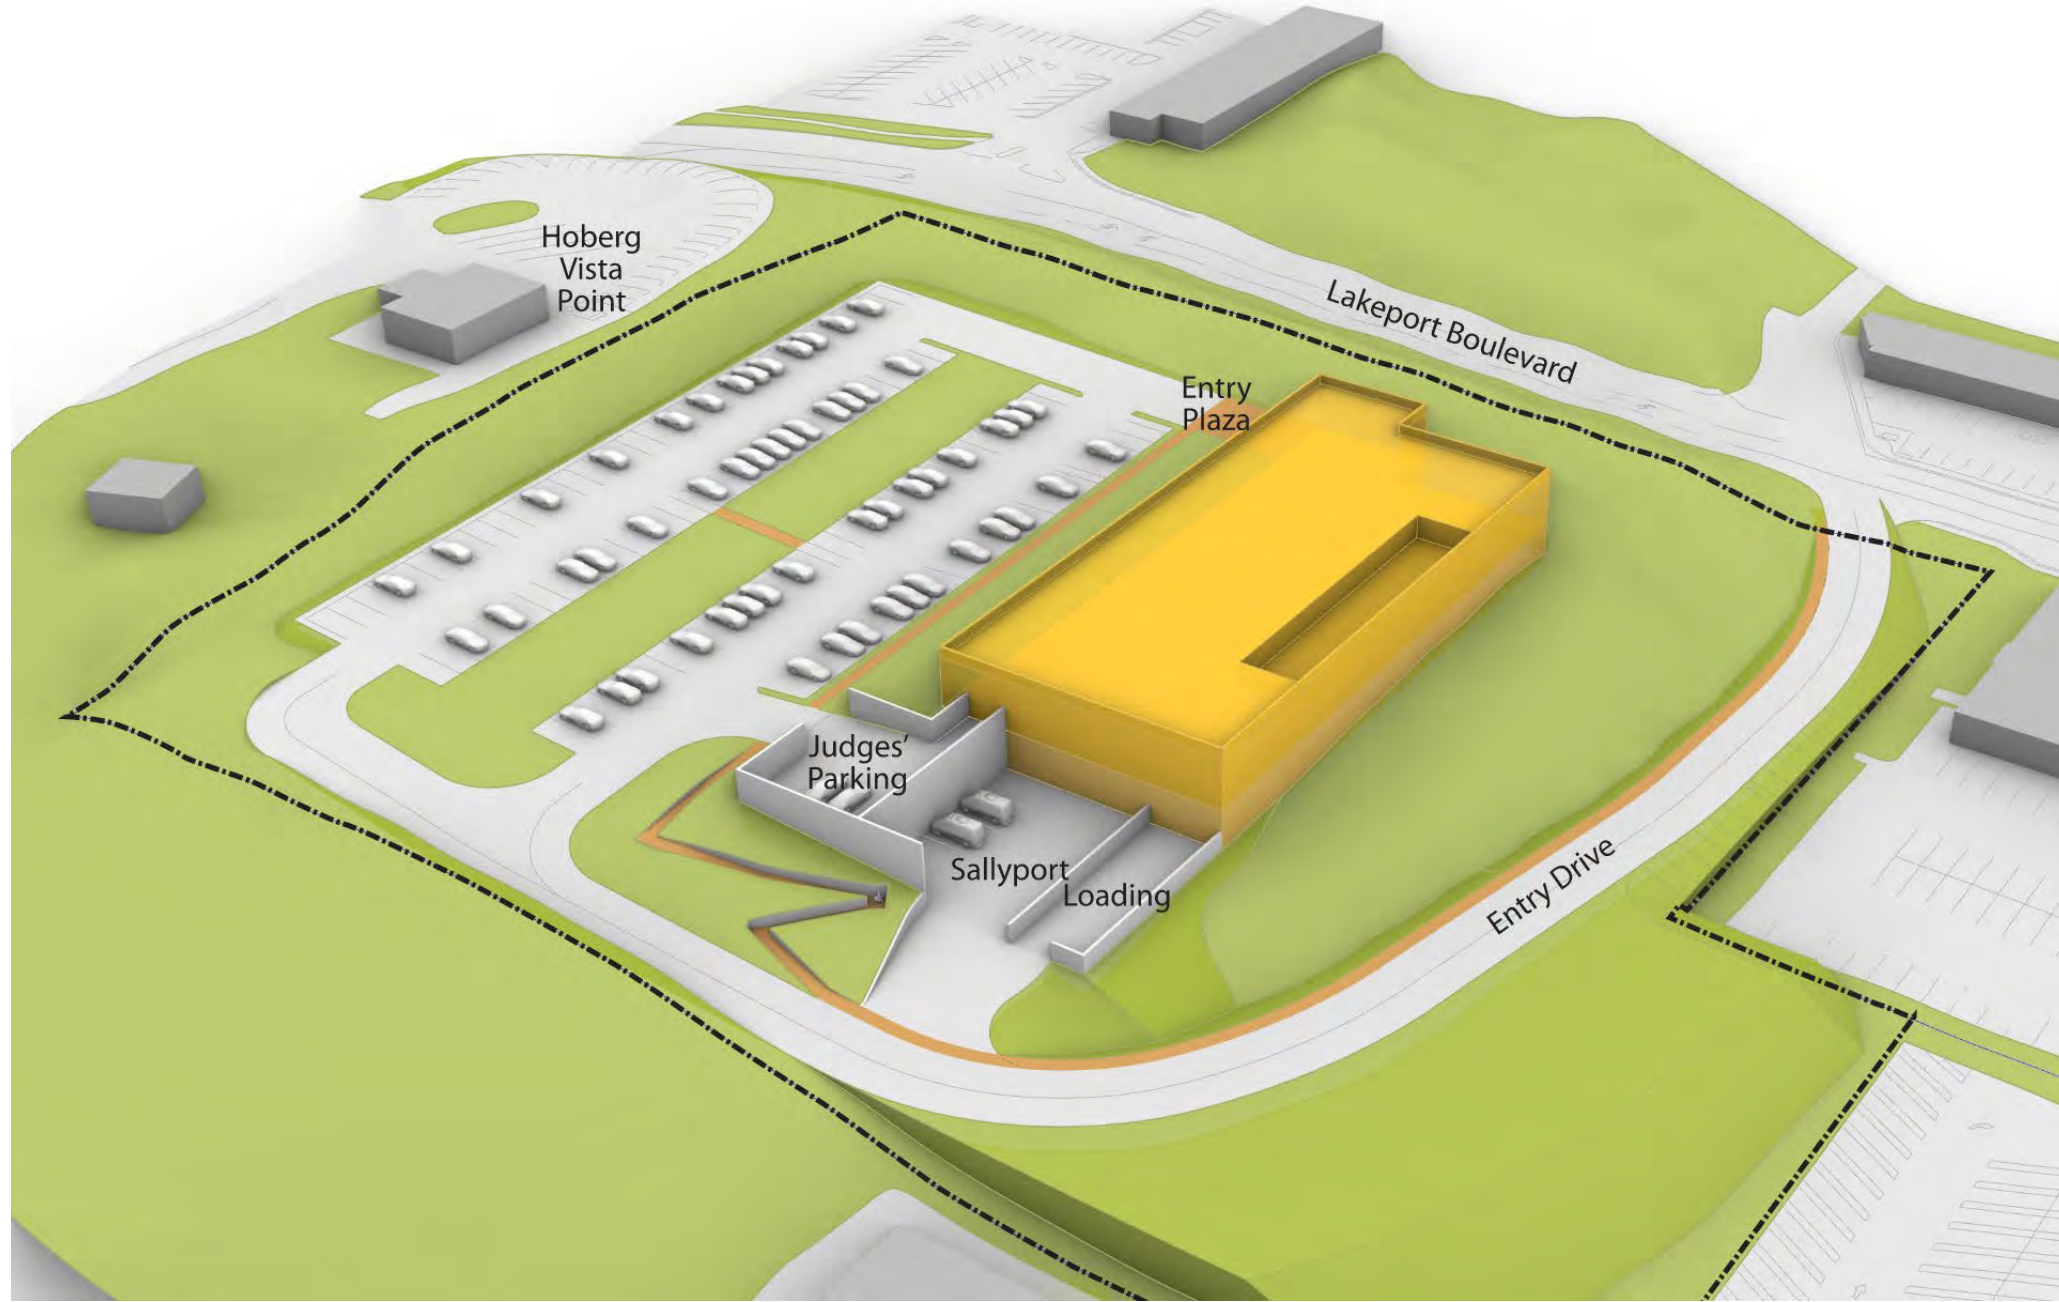 Hoberg
Vista
Point
Lakeport Boulevard
Entry
Plaza
Judges’
Parking
Sallyport
Loading
Entry Drive